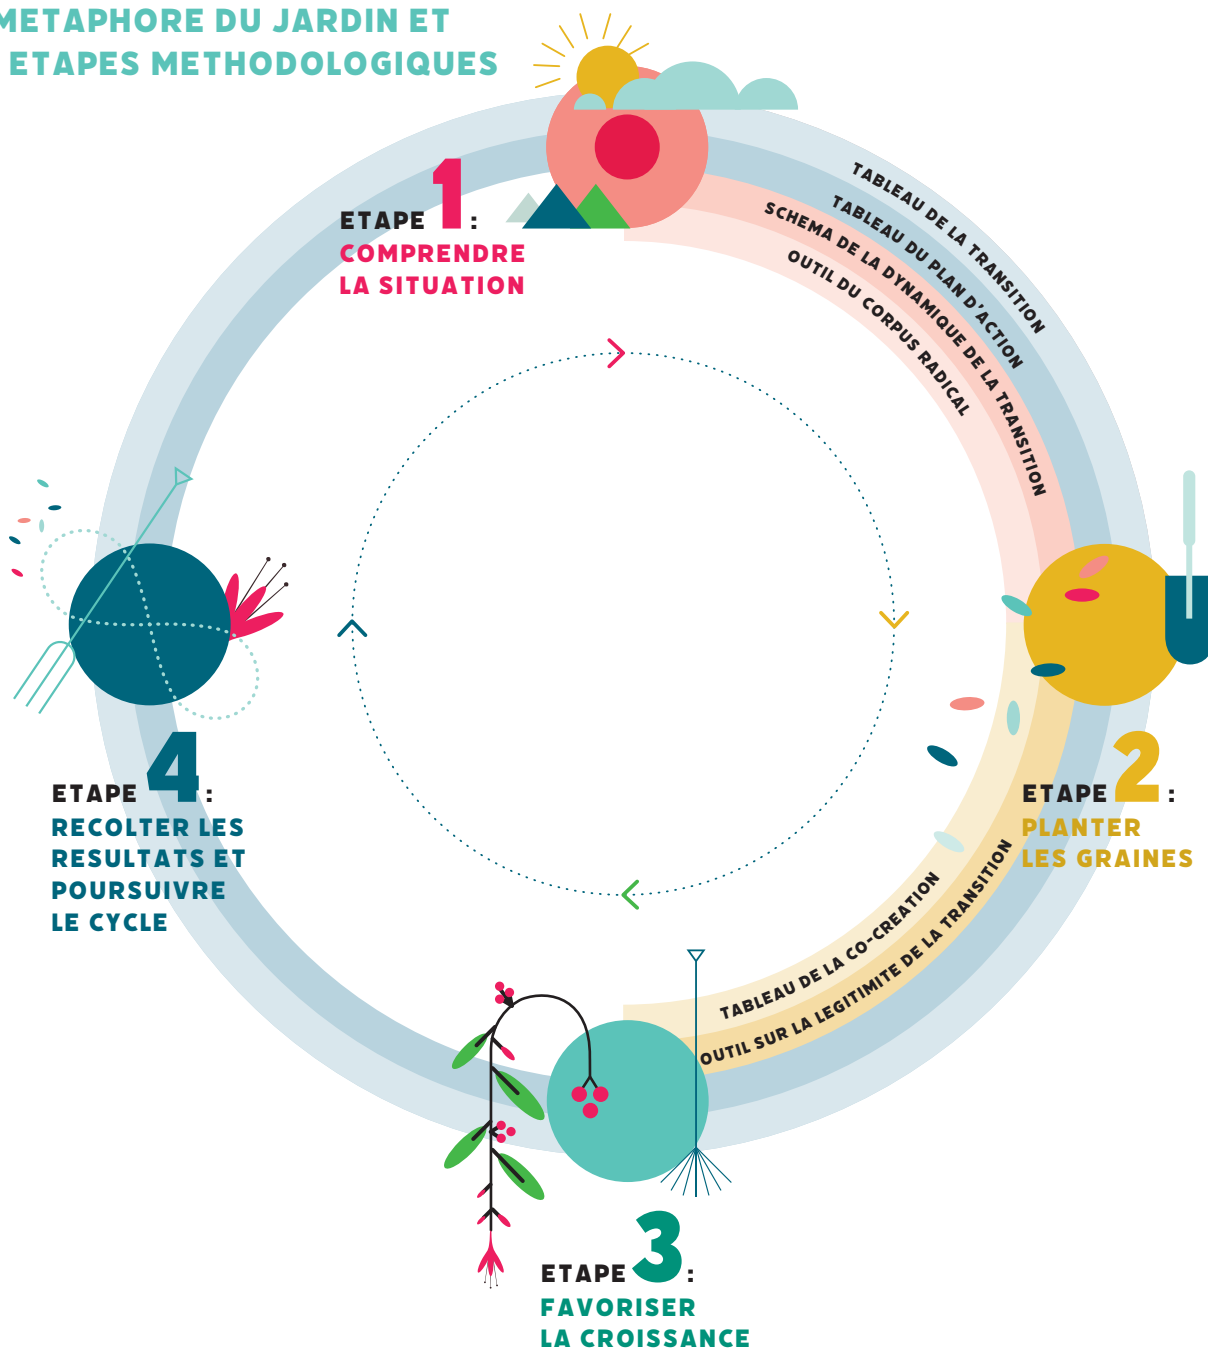 METAPHORE DU JARDIN ET
ETAPES METHODOLOGIQUES
ETAPE 1 :
COMPRENDRE
LA SITUATION
TABLEAU DE LA TRANSITION
TABLEAU DU PLAN D'ACTION
SCHEMA DE LA DYNAMIQUE DE LA TRANSITION
OUTIL DU CORPUS RADICAL
ETAPE 2 :
PLANTER
LES GRAINES
TABLEAU DE LA CO-CREATION
OUTIL SUR LA LEGITIMITE DE LA TRANSITION
ETAPE 3 :
FAVORISER
LA CROISSANCE
ETAPE 4 :
RECOLTER LES
RESULTATS ET
POURSUIVRE
LE CYCLE